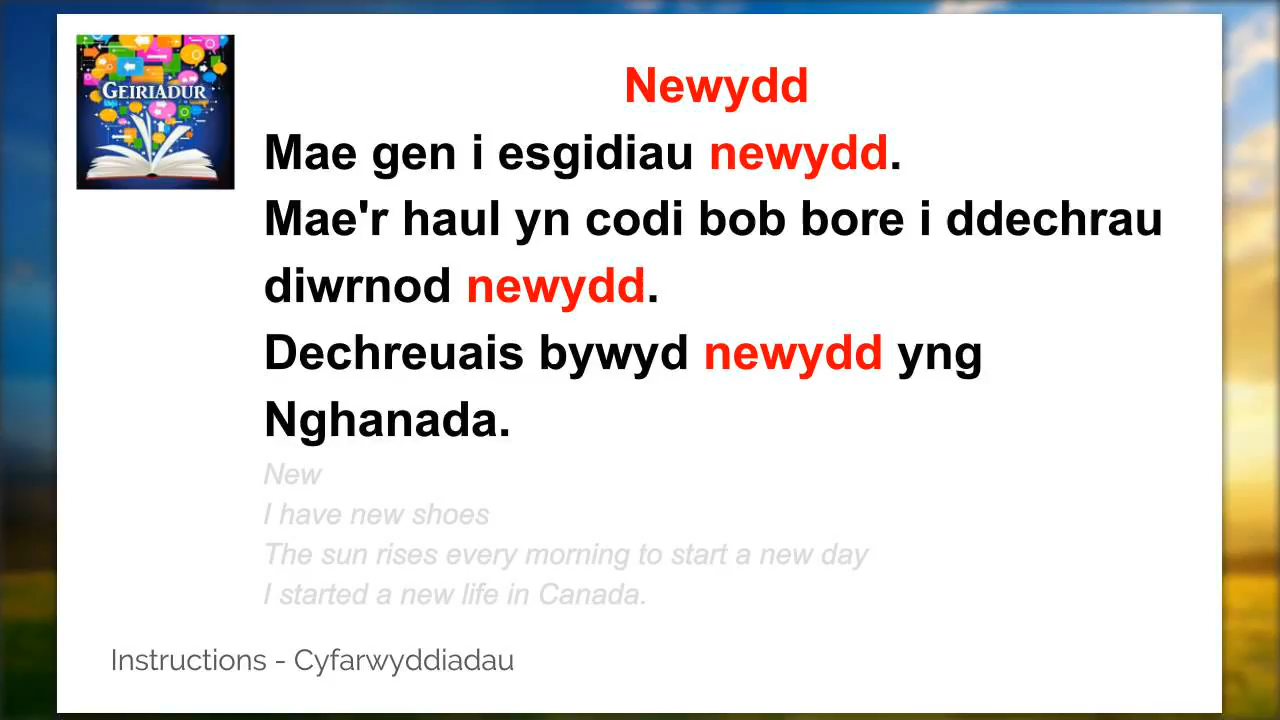 GEIRIADUR
Newydd
Mae gen i esgidiau newydd.
Mae'r haul yn codi bob bore i ddechrau
diwrnod newydd.
Dechreuais bywyd newydd yng
Nghanada.
New
I have new shoes
The sun rises every morning to start a new day
I started a new life in Canada.
Instructions - Cyfarwyddiadau